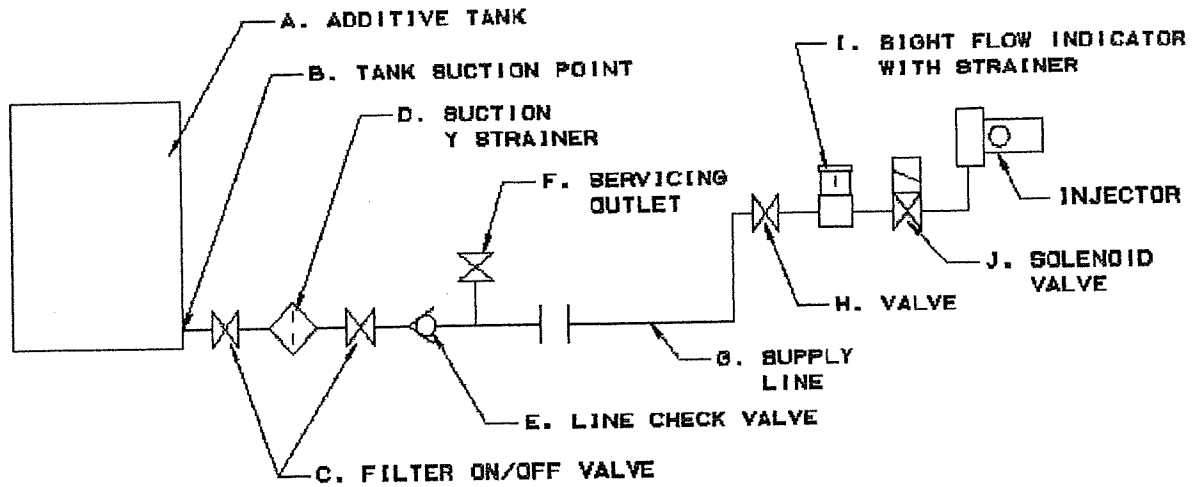 A. ADDITIVE TANK
B. TANK SUCTION POINT
D. SUCTION
Y STRAINER
F. SERVICING
OUTLET
I. SIGHT FLOW INDICATOR
WITH STRAINER
INJECTOR
J. SOLENOID
VALVE
H. VALVE
G. SUPPLY
LINE
E. LINE CHECK VALVE
C. FILTER ON/OFF VALVE